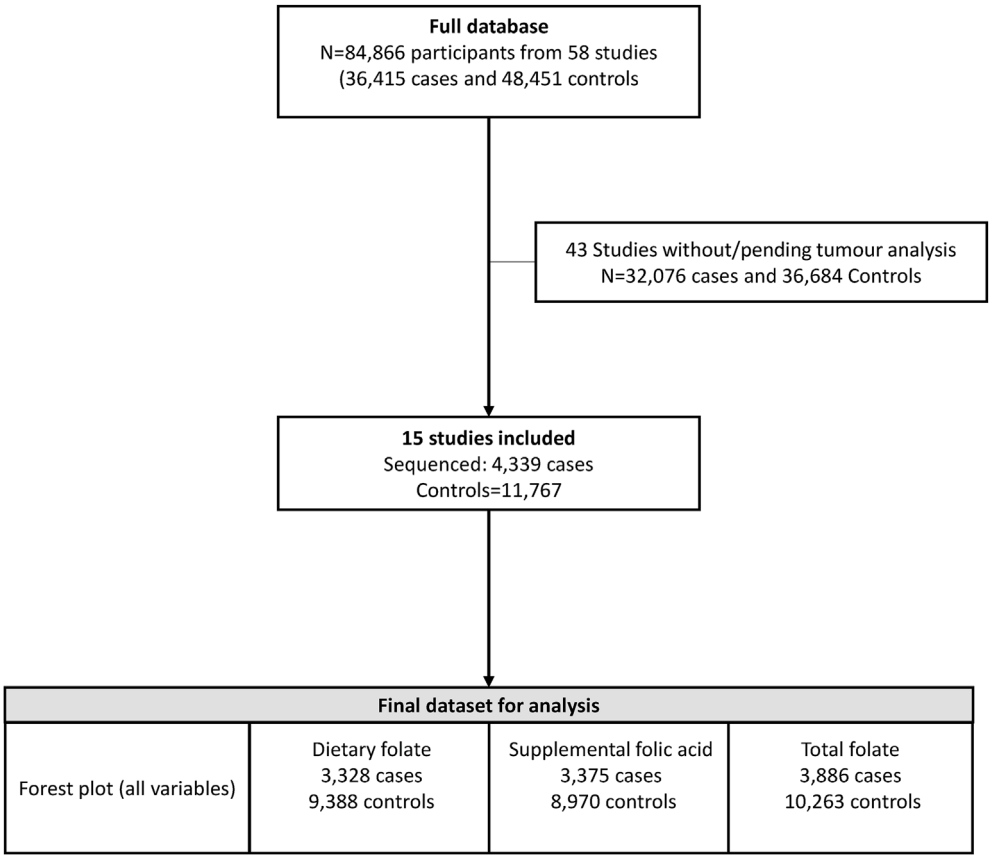 Full database
N=84,866 participants from 58 studies
(36,415 cases and 48,451 controls
43 Studies without/pending tumour analysis
N=32,076 cases and 36,684 Controls
15 studies included
Sequenced: 4,339 cases
Controls=11,767
Final dataset for analysis
Forest plot (all variables)
Dietary folate
3,328 cases
9,388 controls
Supplemental folic acid
3,375 cases
8,970 controls
Total folate
3,886 cases
10,263 controls